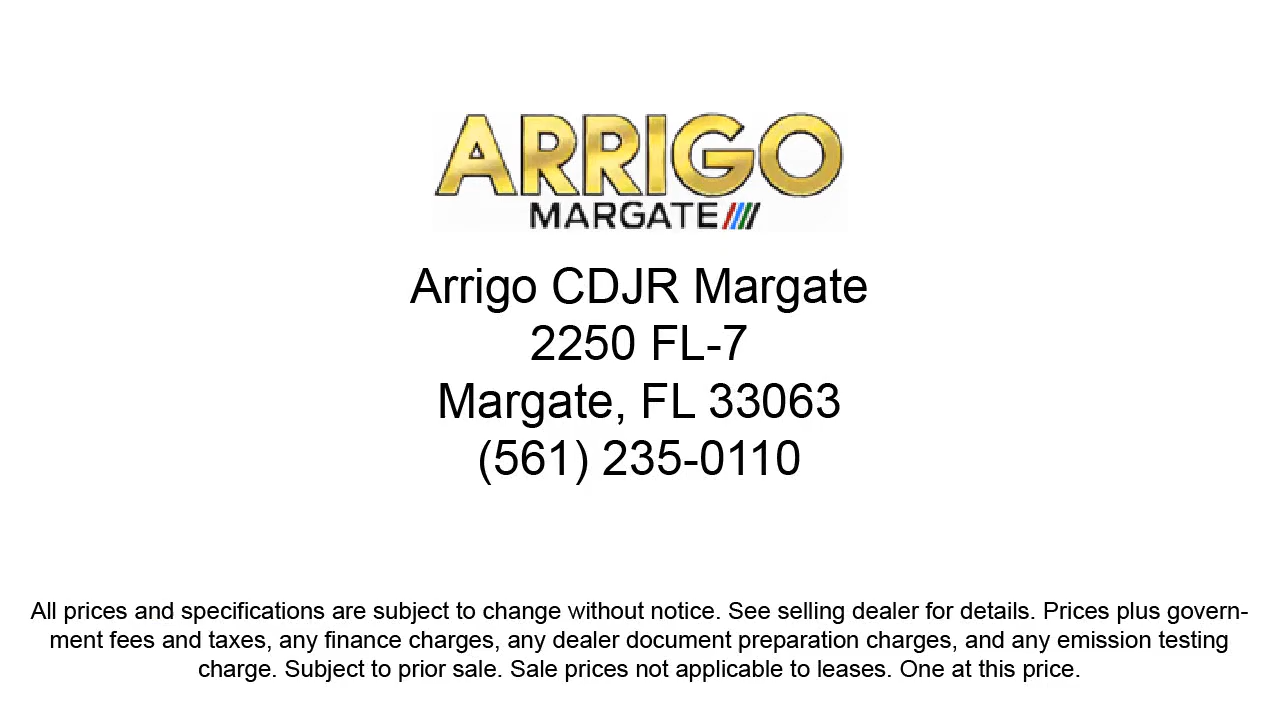 ARRIGO
MARGATE
Arrigo CDJR Margate
2250 FL-7
Margate, FL 33063
(561) 235-0110
All prices and specifications are subject to change without notice. See selling dealer for details. Prices plus govern-
ment fees and taxes, any finance charges, any dealer document preparation charges, and any emission testing
charge. Subject to prior sale. Sale prices not applicable to leases. One at this price.